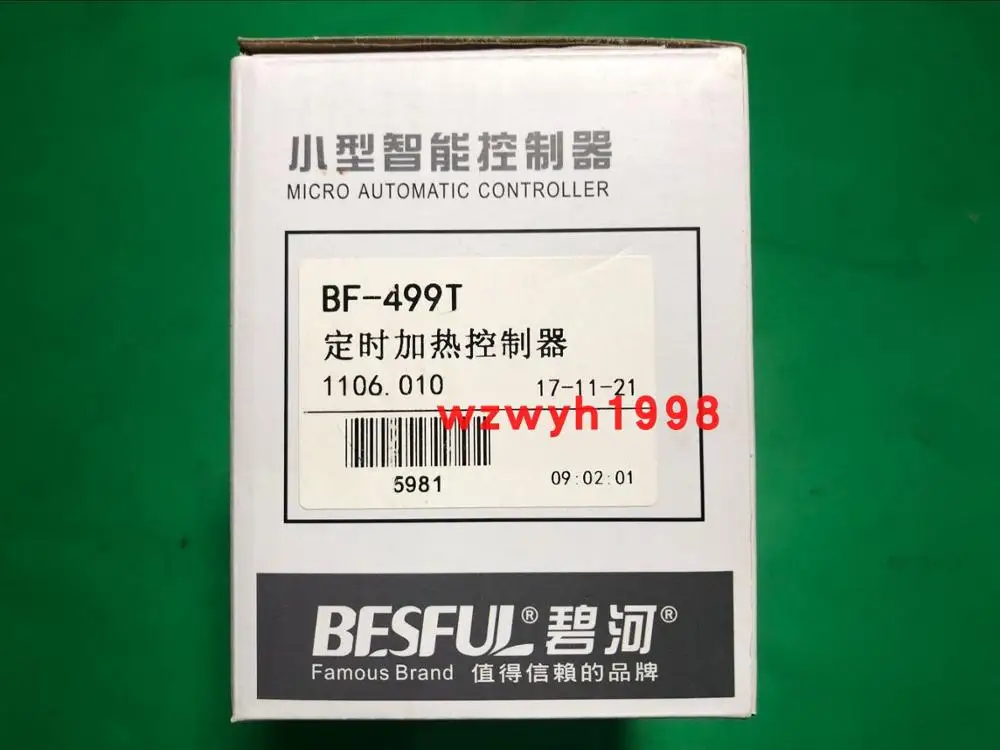 小型智能控制器
MICRO AUTOMATIC CONTROLLER
BF-499T
定时加热控制器
1106.010 17-11-21
wzwyh1998
5981 09:02:01
BESFUL® 碧河®
Famous Brand 值得信賴的品牌